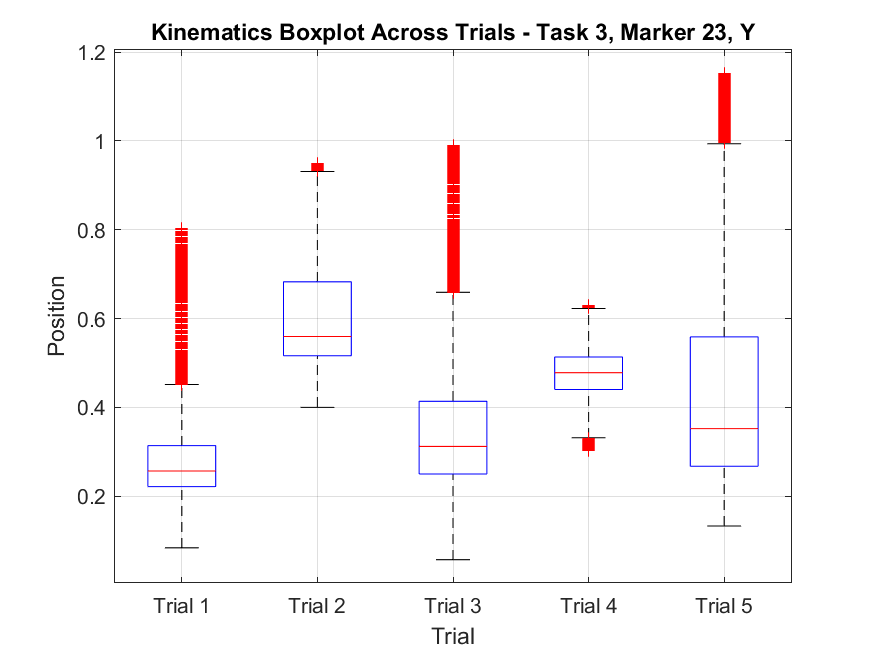 Kinematics Boxplot Across Trials - Task 3, Marker 23, Y
1.2
1
0.8
0.6
0.4
0.2
Position
Trial 1 Trial 2 Trial 3 Trial 4 Trial 5
Trial